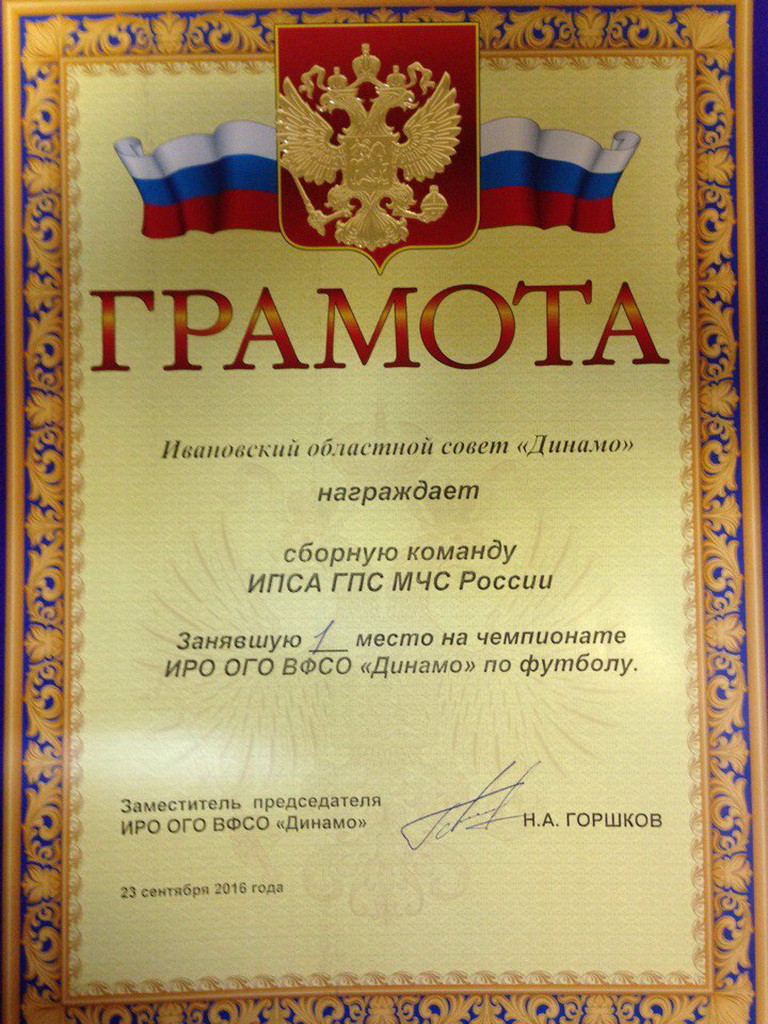 ГРАМОТА
Ивановский областной совет «Динамо»
награждает
сборную команду
ИПСА ГПС МЧС России
Занявшую 1 место на чемпионате
ИРО ОГО ВФСО «Динамо» по футболу.
Заместитель председателя
ИРО ОГО ВФСО «Динамо»
Н.А. ГОРШКОВ
23 сентября 2016 года